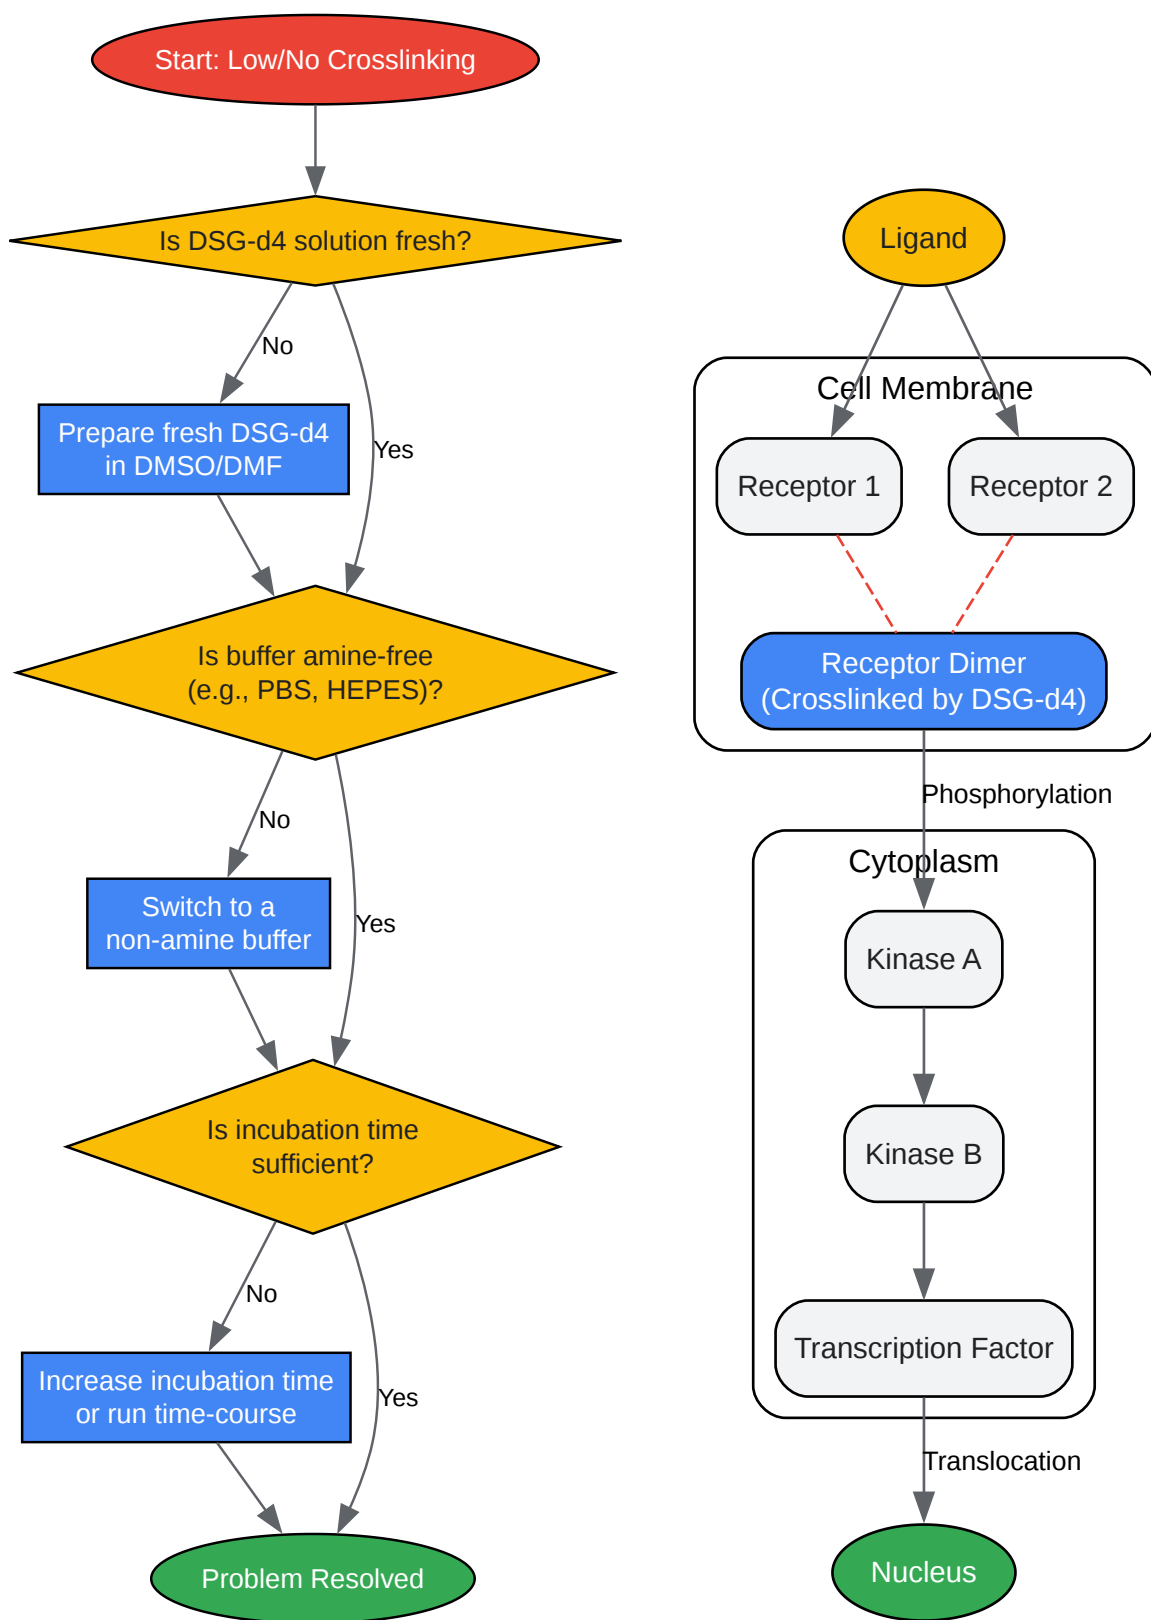 Start: Low/No Crosslinking
Is DSG-d4 solution fresh?
No
Yes
Prepare fresh DSG-d4
in DMSO/DMF
Is buffer amine-free
(e.g., PBS, HEPES)?
No
Yes
Switch to a
non-amine buffer
Is incubation time
sufficient?
No
Yes
Increase incubation time
or run time-course
Problem Resolved
Ligand
Cell Membrane
Receptor 1
Receptor 2
Receptor Dimer
(Crosslinked by DSG-d4)
Phosphorylation
Cytoplasm
Kinase A
Kinase B
Transcription Factor
Translocation
Nucleus